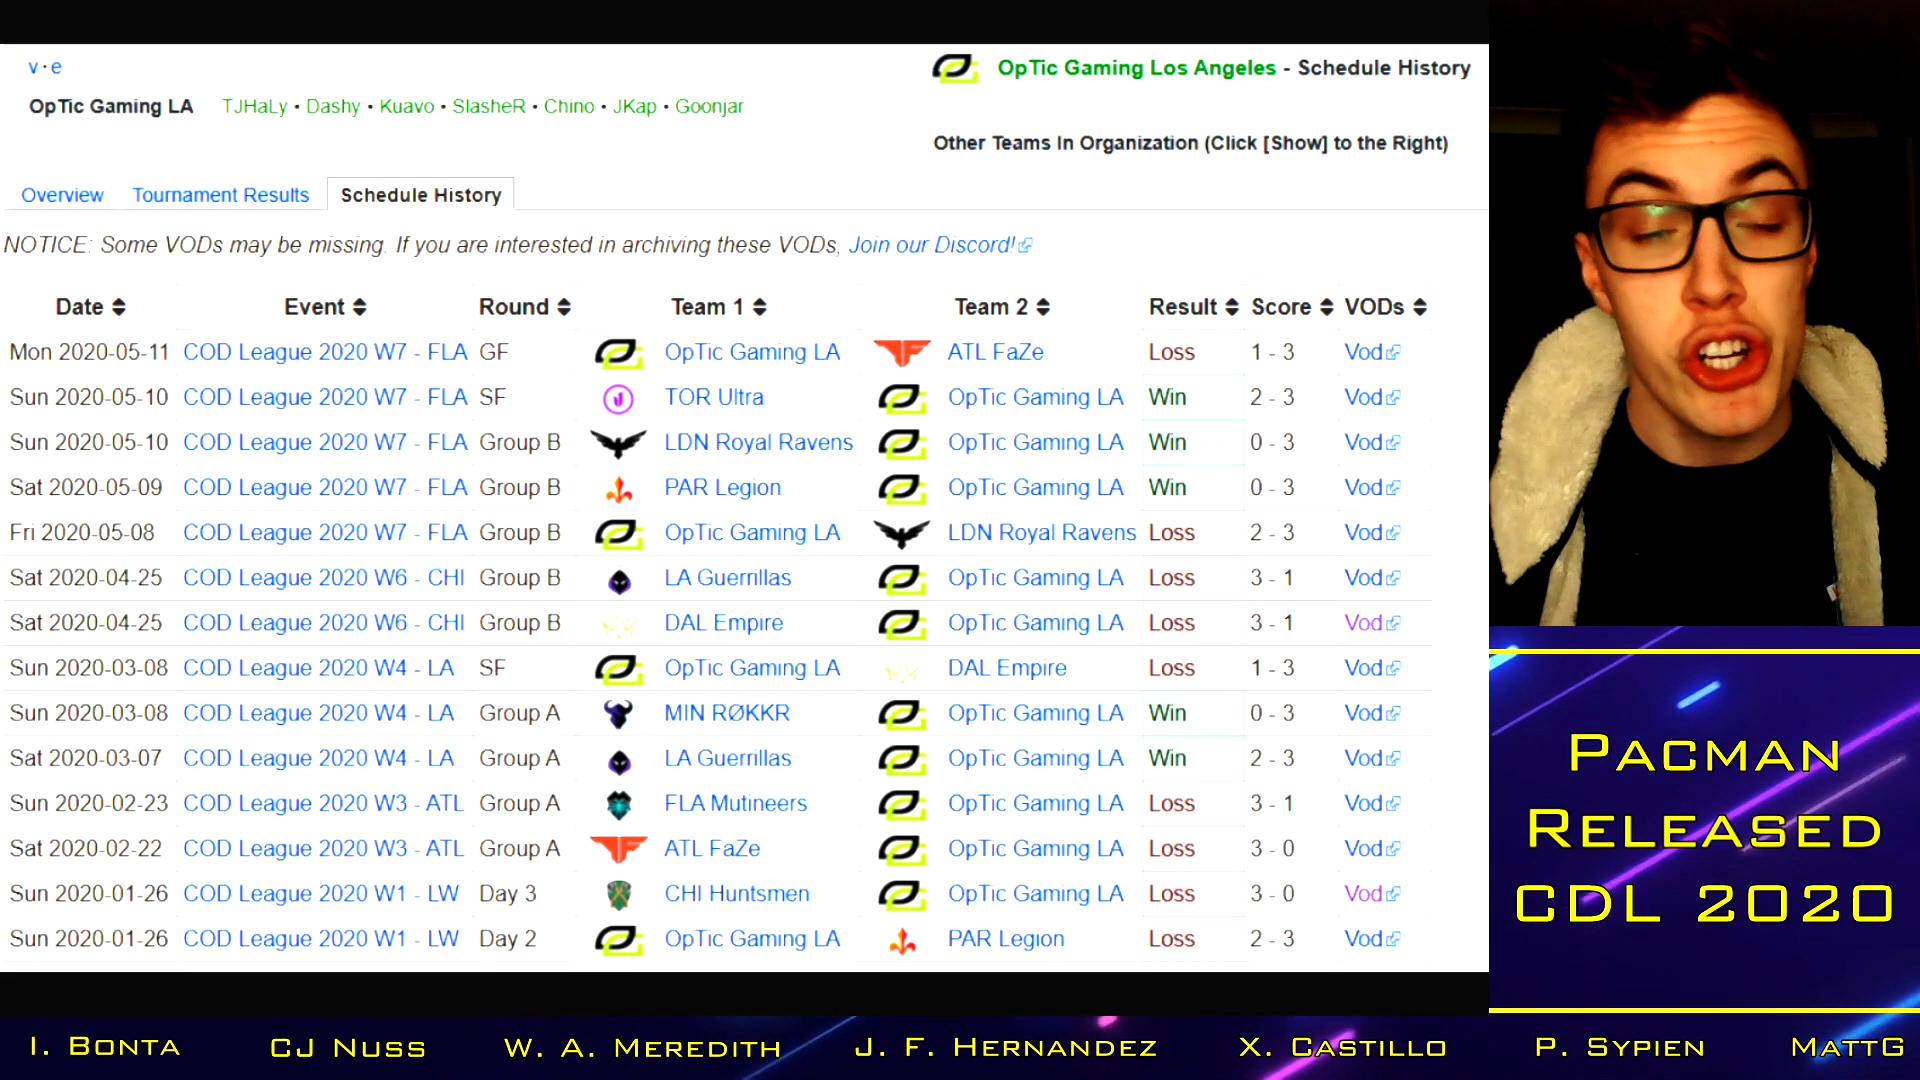 v · e
OpTic Gaming Los Angeles - Schedule History
OpTic Gaming LA TJHaLy • Dashy • Kuavo • SlasheR • Chino • JKap • Goonjar
Other Teams In Organization (Click [Show] to the Right)
Overview Tournament Results Schedule History
NOTICE: Some VODs may be missing. If you are interested in archiving these VODs, Join our Discord!
Date Event Round Team 1 Team 2 Result Score VODs
Mon 2020-05-11 COD League 2020 W7 - FLA GF OpTic Gaming LA ATL FaZe Loss 1 - 3 Vod
Sun 2020-05-10 COD League 2020 W7 - FLA SF TOR Ultra OpTic Gaming LA Win 2 - 3 Vod
Sun 2020-05-10 COD League 2020 W7 - FLA Group B LDN Royal Ravens OpTic Gaming LA Win 0 - 3 Vod
Sat 2020-05-09 COD League 2020 W7 - FLA Group B PAR Legion OpTic Gaming LA Win 0 - 3 Vod
Fri 2020-05-08 COD League 2020 W7 - FLA Group B OpTic Gaming LA LDN Royal Ravens Loss 2 - 3 Vod
Sat 2020-04-25 COD League 2020 W6 - CHI Group B LA Guerrillas OpTic Gaming LA Loss 3 - 1 Vod
Sat 2020-04-25 COD League 2020 W6 - CHI Group B DAL Empire OpTic Gaming LA Loss 3 - 1 Vod
Sun 2020-03-08 COD League 2020 W4 - LA SF OpTic Gaming LA DAL Empire Loss 1 - 3 Vod
Sun 2020-03-08 COD League 2020 W4 - LA Group A MIN RØKKR OpTic Gaming LA Win 0 - 3 Vod
Sat 2020-03-07 COD League 2020 W4 - LA Group A LA Guerrillas OpTic Gaming LA Win 2 - 3 Vod
Sun 2020-02-23 COD League 2020 W3 - ATL Group A FLA Mutineers OpTic Gaming LA Loss 3 - 1 Vod
Sat 2020-02-22 COD League 2020 W3 - ATL Group A ATL FaZe OpTic Gaming LA Loss 3 - 0 Vod
Sun 2020-01-26 COD League 2020 W1 - LW Day 3 CHI Huntsmen OpTic Gaming LA Loss 3 - 0 Vod
Sun 2020-01-26 COD League 2020 W1 - LW Day 2 OpTic Gaming LA PAR Legion Loss 2 - 3 Vod
PACMAN
RELEASED
CDL 2020
I. BONTA CJ NUSS W. A. MEREDITH J. F. HERNANDEZ X. CASTILLO P. SYPIEN MATTG